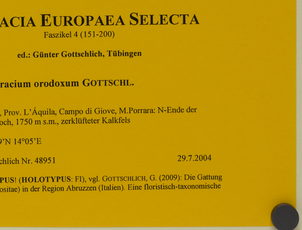 ACIA EUROPAEA SELECTA
Faszikel 4 (151-200)
ed.: Günter Gottschlich, Tübingen
eracium orodoxum GOTTSCHL.
, Prov. L'Áquila, Campo di Giove, M.Porrara: N-Ende der
och, 1750 m s.m., zerklüfteter Kalkfels
'N 14°05'E
chlich Nr. 48951 29.7.2004
PUS! (HOLOTYPUS: FI), vgl. GOTTSCHLICH, G. (2009): Die Gattung
ositae) in der Region Abruzzen (Italien). Eine floristisch-taxonomische